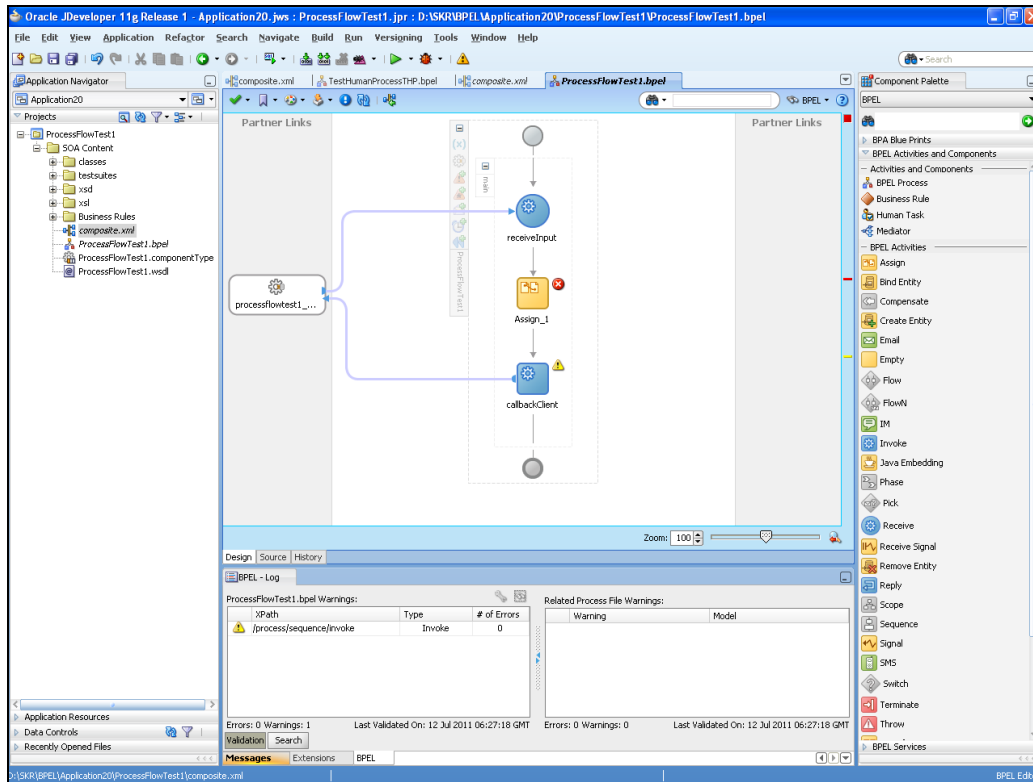 Oracle JDeveloper 11g Release 1 - Application20.jws : ProcessFlowTest1.jpr : D:\SKR\BPEL\Application20\ProcessFlowTest1\ProcessFlowTest1.bpel
File Edit View Application Refactor Search Navigate Build Run Versioning Tools Window Help
Search
Application Navigator
Application20
Projects
ProcessFlowTest1
SOA Content
classes
testsuites
xsd
xsl
Business Rules
composite.xml
ProcessFlowTest1.bpel
ProcessFlowTest1.componentType
ProcessFlowTest1.wsdl
Application Resources
Data Controls
Recently Opened Files
composite.xml TestHumanProcessTHP.bpel composite.xml ProcessFlowTest1.bpel
BPEL
Partner Links
Partner Links
main
ProcessFlowTest1
receiveInput
processflowtest1_...
Assign_1
callbackClient
Zoom: 100
Design Source History
BPEL - Log
ProcessFlowTest1.bpel Warnings:
XPath Type # of Errors
/process/sequence/invoke Invoke 0
Errors: 0 Warnings: 1 Last Validated On: 12 Jul 2011 06:27:18 GMT
Related Process File Warnings:
Warning Model
Errors: 0 Warnings: 0 Last Validated On: 12 Jul 2011 06:27:18 GMT
Validation Search
Messages Extensions BPEL
Component Palette
BPEL
BPA Blue Prints
BPEL Activities and Components
Activities and Components
BPEL Process
Business Rule
Human Task
Mediator
BPEL Activities
Assign
Bind Entity
Compensate
Create Entity
Email
Empty
Flow
FlowN
IM
Invoke
Java Embedding
Phase
Pick
Receive
Receive Signal
Remove Entity
Reply
Scope
Sequence
Signal
SMS
Switch
Terminate
Throw
BPEL Services
D:\SKR\BPEL\Application20\ProcessFlowTest1\composite.xml
BPEL Edit